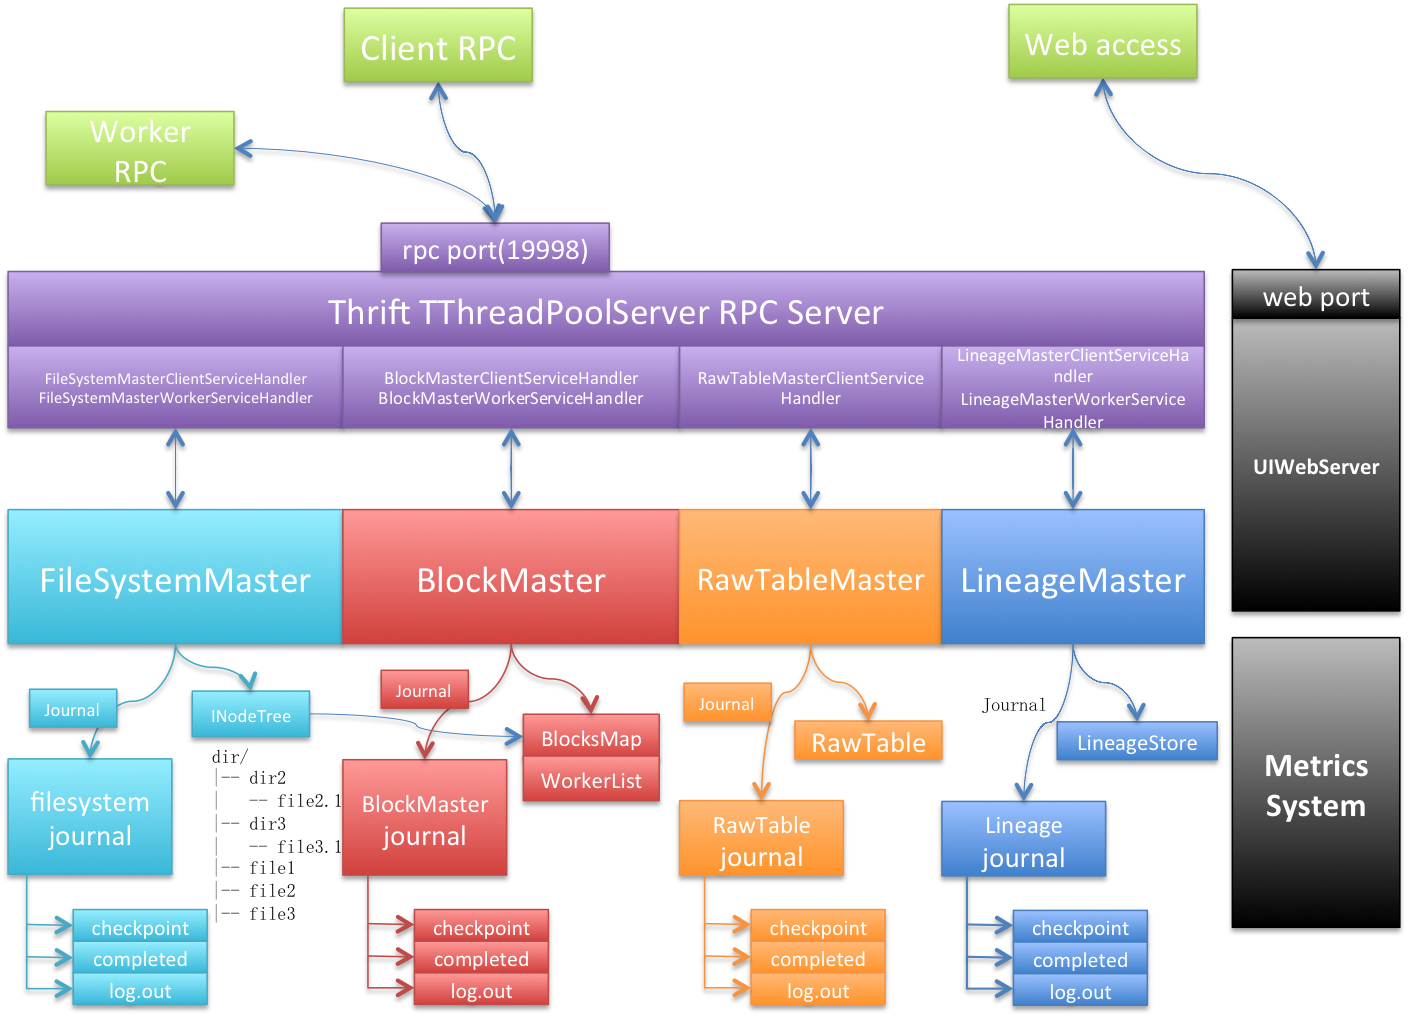 Client RPC
Web access
Worker
RPC
rpc port(19998)
web port
Thrift TThreadPoolServer RPC Server
FileSystemMasterClientServiceHandler
FileSystemMasterWorkerServiceHandler
BlockMasterClientServiceHandler
BlockMasterWorkerServiceHandler
RawTableMasterClientService
Handler
LineageMasterClientServiceHa
ndler
LineageMasterWorkerService
Handler
UIWebServer
FileSystemMaster
BlockMaster
RawTableMaster
LineageMaster
Journal
INodeTree
Journal
BlocksMap
WorkerList
Journal
RawTable
Journal
LineageStore
Metrics
System
filesystem
journal
dir/
|-- dir2
|   -- file2.1
|-- dir3
|   -- file3.1
|-- file1
|-- file2
|-- file3
BlockMaster
journal
RawTable
journal
Lineage
journal
checkpoint
completed
log.out
checkpoint
completed
log.out
checkpoint
completed
log.out
checkpoint
completed
log.out